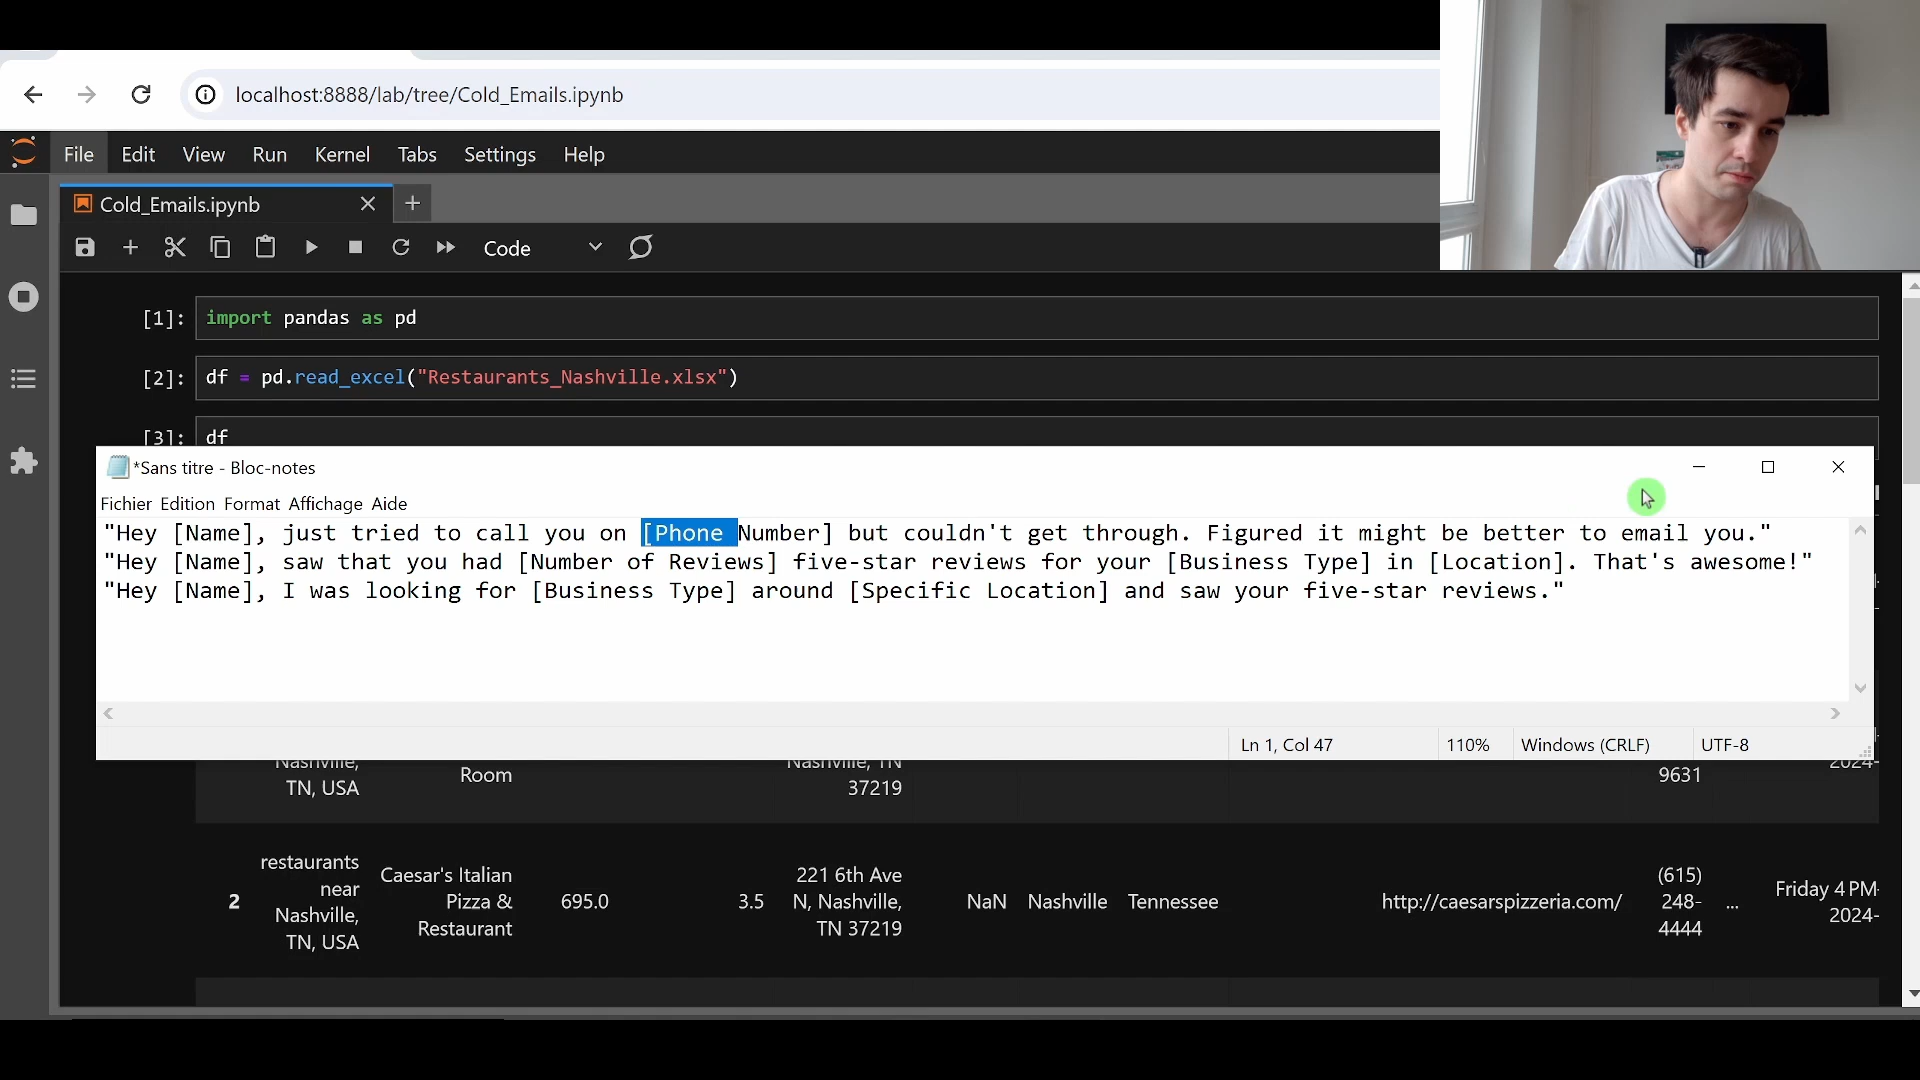 localhost:8888/lab/tree/Cold_Emails.ipynb
File Edit View Run Kernel Tabs Settings Help
Cold_Emails.ipynb
Code
[1]: import pandas as pd
[2]: df = pd.read_excel("Restaurants_Nashville.xlsx")
[3]: df
*Sans titre - Bloc-notes
Fichier Edition Format Affichage Aide
"Hey [Name], just tried to call you on [Phone Number] but couldn't get through. Figured it might be better to email you."
"Hey [Name], saw that you had [Number of Reviews] five-star reviews for your [Business Type] in [Location]. That's awesome!"
"Hey [Name], I was looking for [Business Type] around [Specific Location] and saw your five-star reviews."
Ln 1, Col 47 110% Windows (CRLF) UTF-8
Nashville, Nashville, TN 2024-
Room 9631
TN, USA 37219
restaurants
near
Nashville,
TN, USA
2
Caesar's Italian
Pizza &
Restaurant
695.0
3.5
221 6th Ave
N, Nashville,
TN 37219
NaN
Nashville
Tennessee
http://caesarspizzeria.com/
(615)
248-
4444
...
Friday 4 PM-
2024-